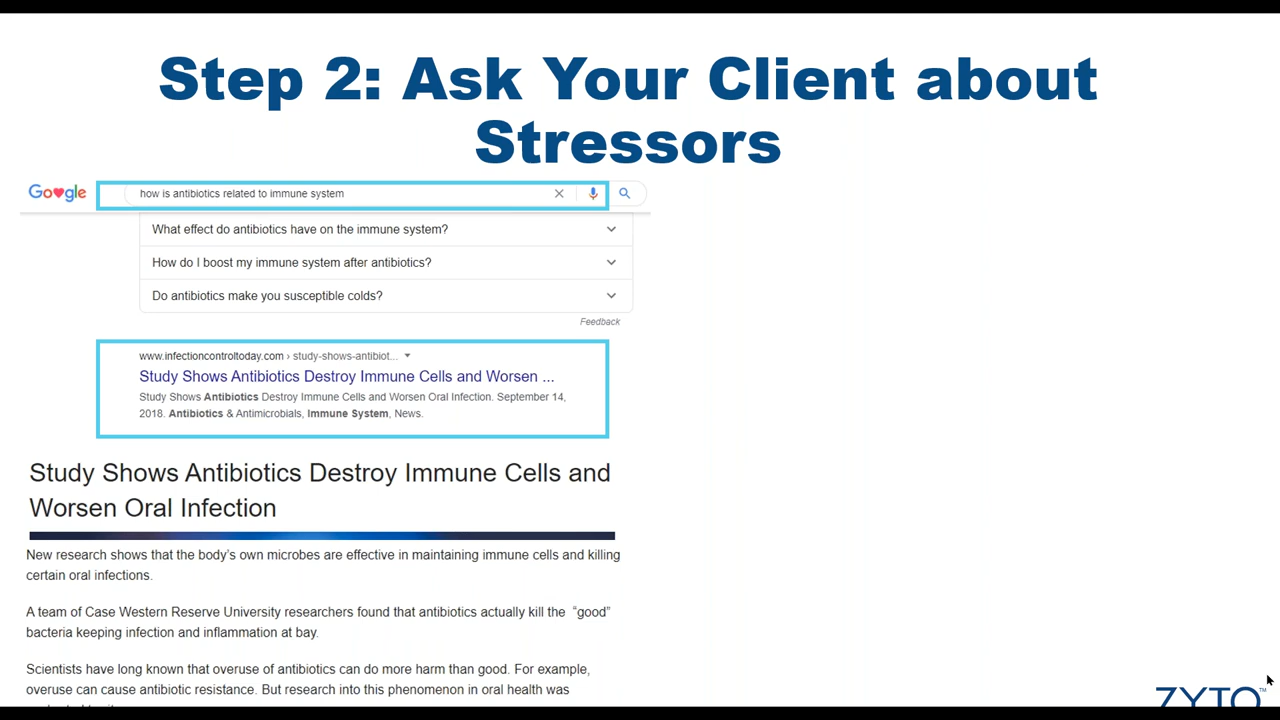 Step 2: Ask Your Client about
Stressors
Google
how is antibiotics related to immune system
What effect do antibiotics have on the immune system?
How do I boost my immune system after antibiotics?
Do antibiotics make you susceptible colds?
Feedback
www.infectioncontroltoday.com › study-shows-antibiot...
Study Shows Antibiotics Destroy Immune Cells and Worsen ...
Study Shows Antibiotics Destroy Immune Cells and Worsen Oral Infection. September 14,
2018. Antibiotics & Antimicrobials, Immune System, News.
Study Shows Antibiotics Destroy Immune Cells and
Worsen Oral Infection
New research shows that the body’s own microbes are effective in maintaining immune cells and killing
certain oral infections.
A team of Case Western Reserve University researchers found that antibiotics actually kill the “good”
bacteria keeping infection and inflammation at bay.
Scientists have long known that overuse of antibiotics can do more harm than good. For example,
overuse can cause antibiotic resistance. But research into this phenomenon in oral health was
ZYTO™